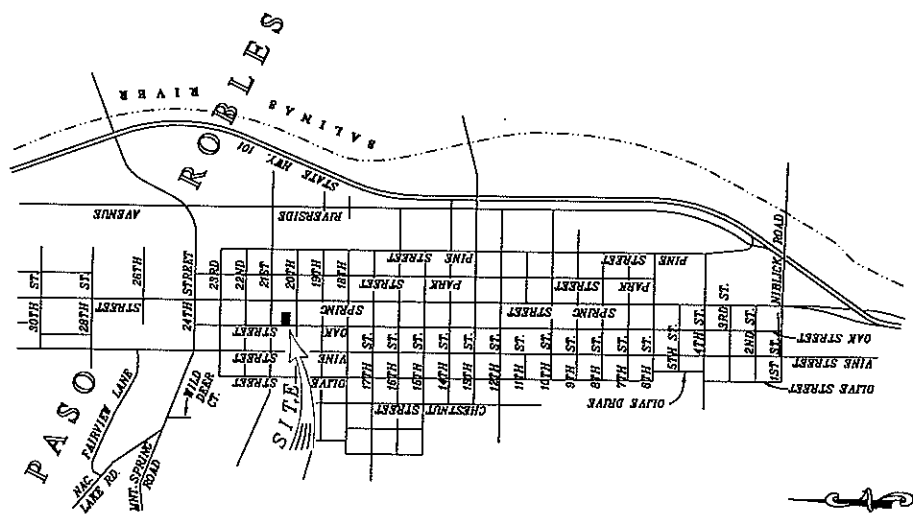 PASO ROBLES
SALINAS RIVER
STATE HWY. 101
RIVERSIDE AVENUE
30TH ST.
28TH ST.
26TH
24TH STREET
23RD
22ND
21ST
20TH
19TH
18TH
PINE STREET
PINE STREET
PARK STREET
PARK STREET
SPRING STREET
SPRING STREET
OAK STREET
VINE STREET
OLIVE STREET
17TH ST.
16TH ST.
15TH ST.
14TH ST.
13TH ST.
12TH ST.
11TH ST.
10TH ST.
9TH ST.
8TH ST.
7TH ST.
6TH ST.
5TH ST.
4TH ST.
3RD ST.
2ND ST.
1ST ST.
NIBLICK ROAD
OAK STREET
VINE STREET
OLIVE STREET
OLIVE DRIVE
CHESTNUT STREET
SITE
WILD DEER CT.
FAIRVIEW LANE
NAC. LAKE RD.
MNT. SPRING ROAD